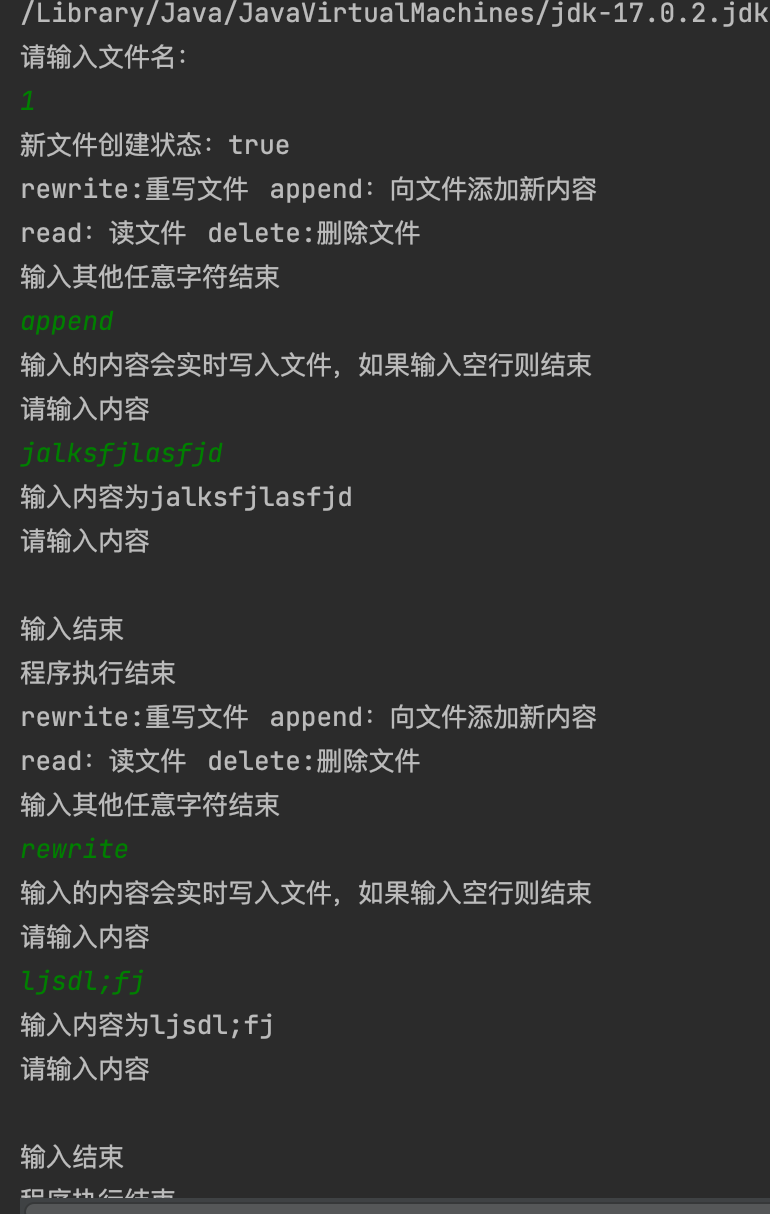 /Library/Java/JavaVirtualMachines/jdk-17.0.2.jdk
请输入文件名：
1
新文件创建状态：true
rewrite:重写文件 append：向文件添加新内容
read：读文件 delete:删除文件
输入其他任意字符结束
append
输入的内容会实时写入文件，如果输入空行则结束
请输入内容
jalksfjlasfjd
输入内容为jalksfjlasfjd
请输入内容
输入结束
程序执行结束
rewrite:重写文件 append：向文件添加新内容
read：读文件 delete:删除文件
输入其他任意字符结束
rewrite
输入的内容会实时写入文件，如果输入空行则结束
请输入内容
ljsdl;fj
输入内容为ljsdl;fj
请输入内容
输入结束
程序执行结束